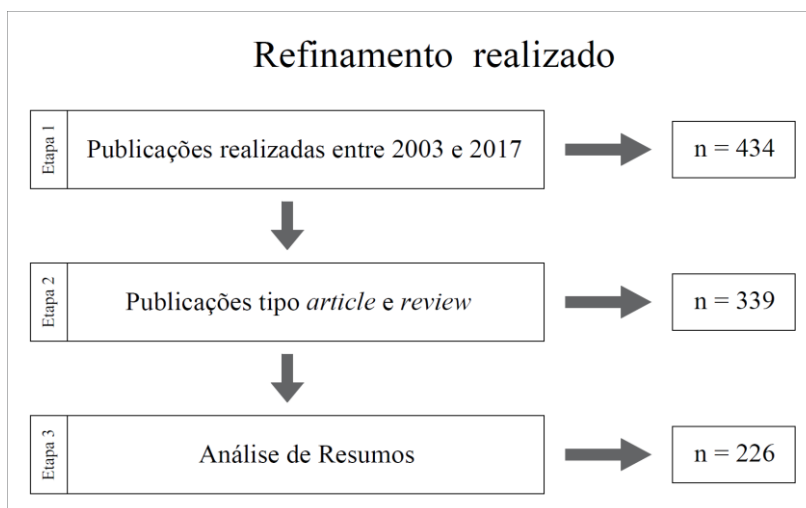 Refinamento realizado
Etapa 1
Publicações realizadas entre 2003 e 2017
n = 434
Etapa 2
Publicações tipo article e review
n = 339
Etapa 3
Análise de Resumos
n = 226